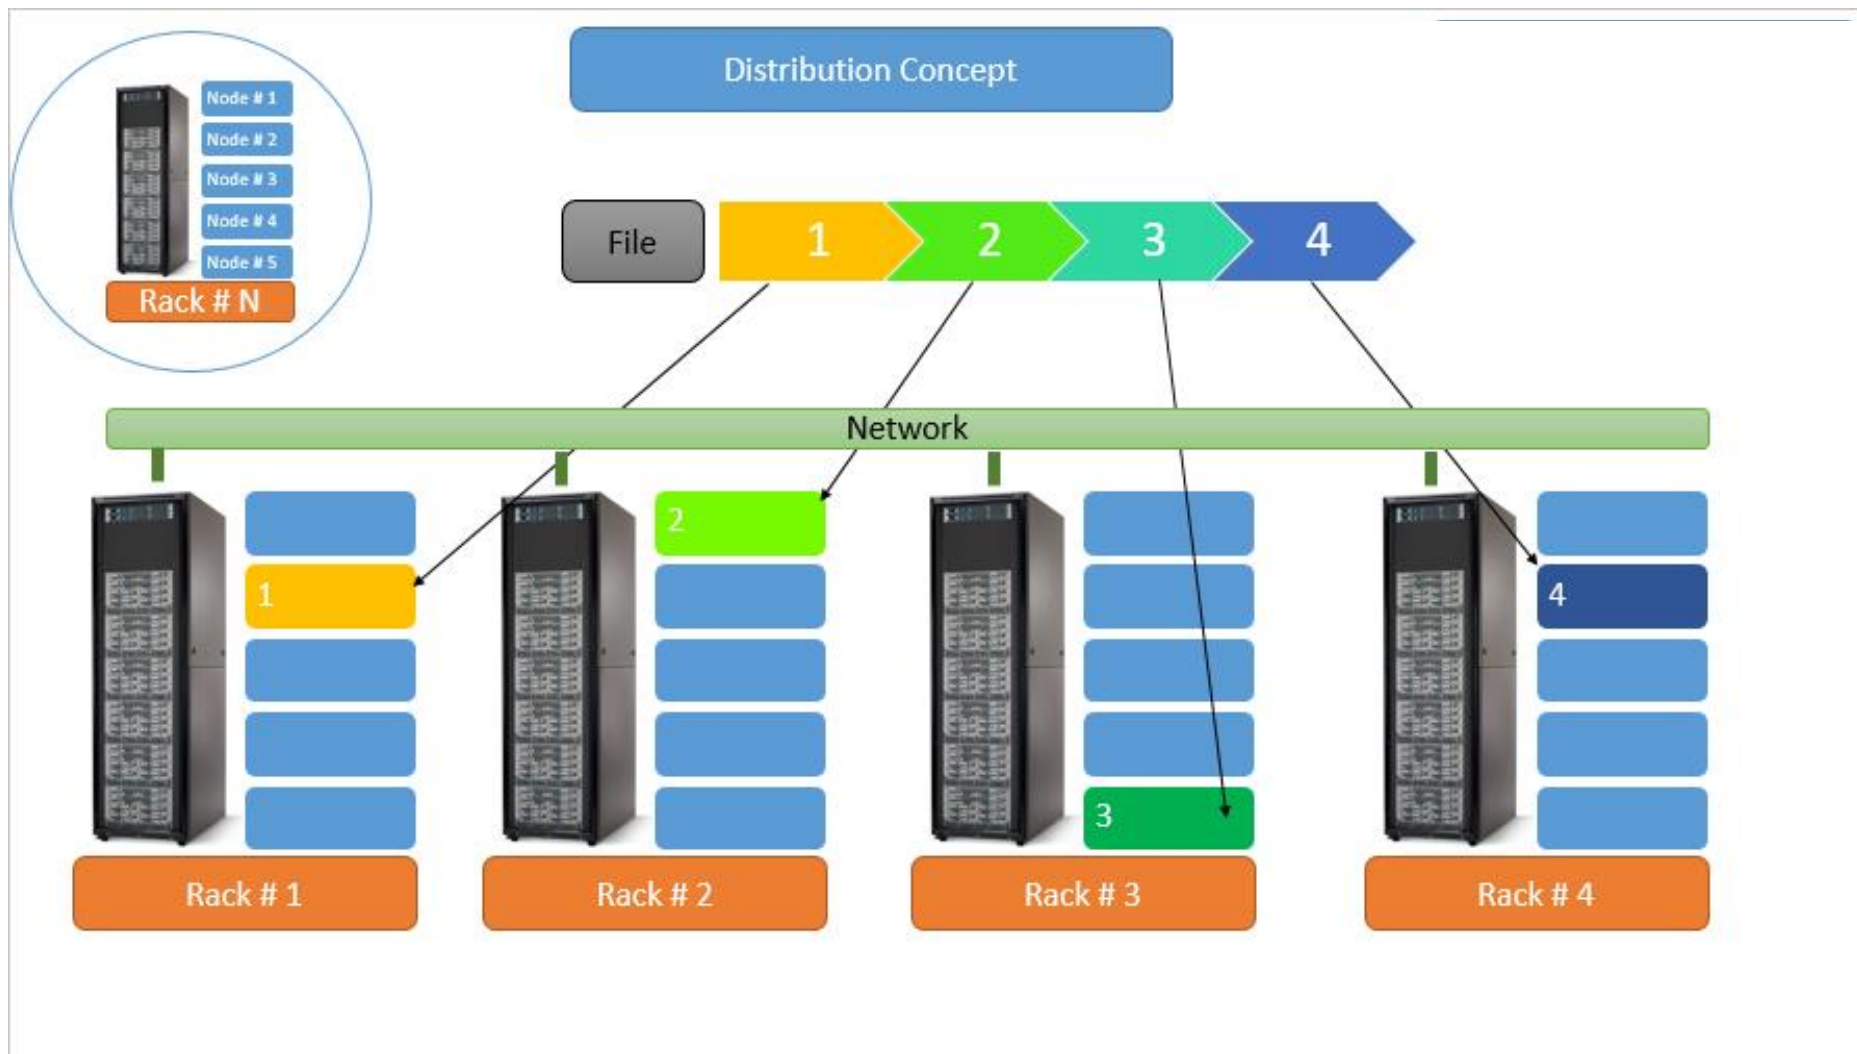 Distribution Concept
Node # 1
Node # 2
Node # 3
Node # 4
Node # 5
Rack # N
File
1
2
3
4
Network
1
2
3
4
Rack # 1
Rack # 2
Rack # 3
Rack # 4